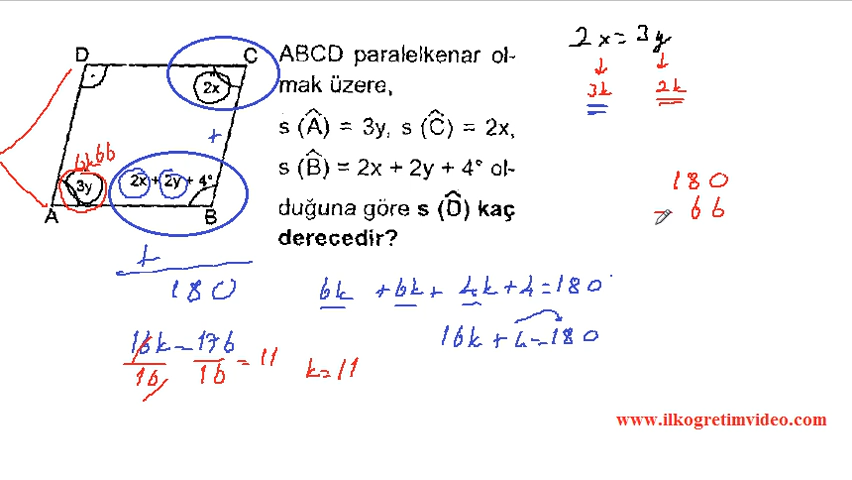 D
C
2x
6k 66
3y
2x + 2y + 4°
A
B
+
+
180
ABCD paralelkenar ol-
mak üzere,
s (Â) = 3y, s (Ĉ) = 2x,
s (B̂) = 2x + 2y + 4° ol-
duğuna göre s (D̂) kaç
derecedir?
2x = 3y
3k 2k
180
- 66
6k + 6k + 4k + 4 = 180
16k + 4 = 180
16k = 176
16 16 = 11
k = 11
www.ilkogretimvideo.com